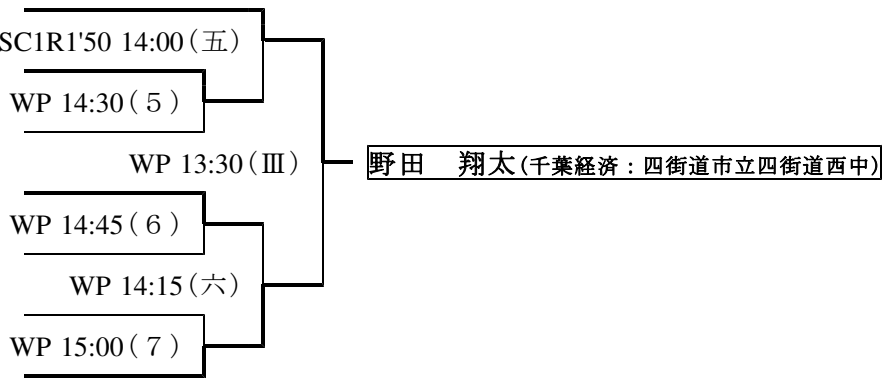 SC1R1'50 14:00(五)
WP 14:30(５)
WP 13:30(Ⅲ)
野田　翔太(千葉経済：四街道市立四街道西中)
WP 14:45(６)
WP 14:15(六)
WP 15:00(７)